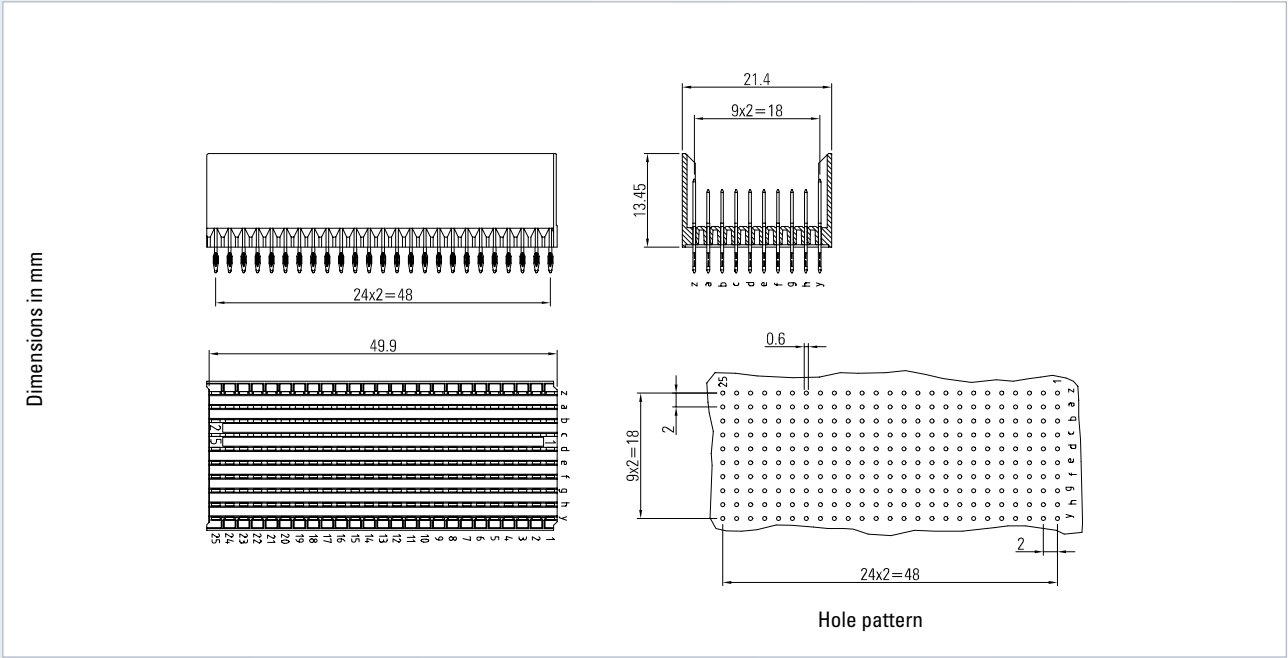 Dimensions in mm
24x2=48
21.4
9x2=18
13.45
z a b c d e f g h y
49.9
z a b c d e f g h y
25
1
25 24 23 22 21 20 19 18 17 16 15 14 13 12 11 10 9 8 7 6 5 4 3 2 1
0.6
25
1
z a b c d e f g h y
2
9x2=18
2
24x2=48
Hole pattern